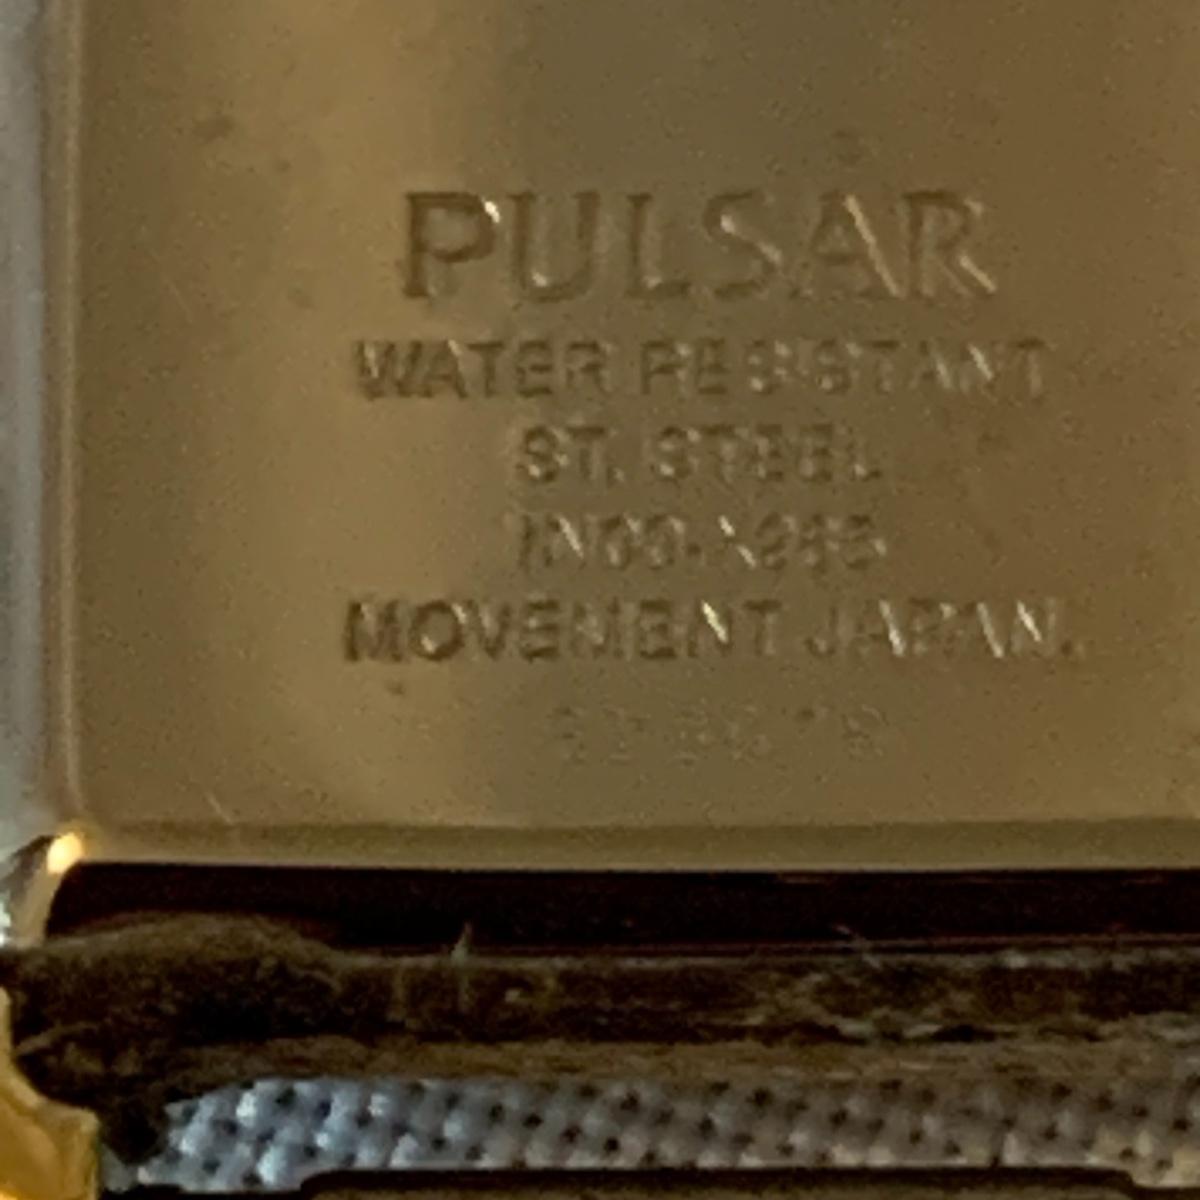 PULSAR
WATER RESISTANT
ST. STEEL
MOVEMENT JAPAN.